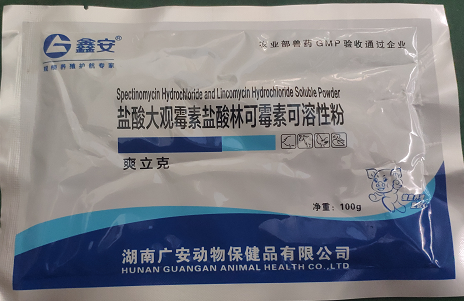 鑫安®
农业部兽药GMP验收通过企业
Spectinomycin Hydrochloride and Lincomycin Hydrochloride Soluble Powder
盐酸大观霉素盐酸林可霉素可溶性粉
爽立克
净重：100g
湖南广安动物保健品有限公司
HUNAN GUANGAN ANIMAL HEALTH CO.,LTD